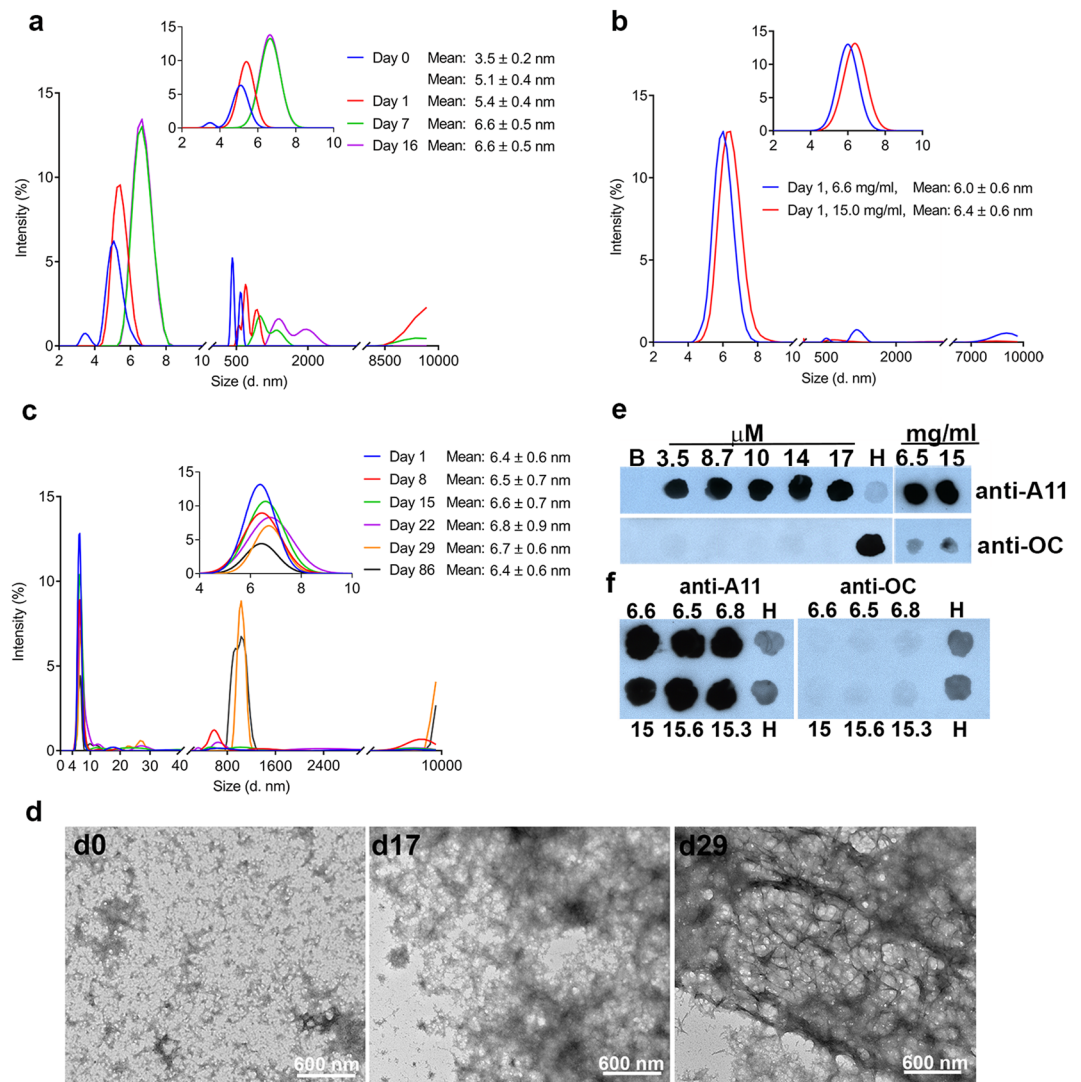 a
15
10
5
0
2 4 6 8 10
Day 0 Mean: 3.5 ± 0.2 nm
Mean: 5.1 ± 0.4 nm
Day 1 Mean: 5.4 ± 0.4 nm
Day 7 Mean: 6.6 ± 0.5 nm
Day 16 Mean: 6.6 ± 0.5 nm
15
10
5
0
Intensity (%)
2 4 6 8 10 500 2000 8500 10000
Size (d. nm)
b
15
10
5
0
2 4 6 8 10
Day 1, 6.6 mg/ml, Mean: 6.0 ± 0.6 nm
Day 1, 15.0 mg/ml, Mean: 6.4 ± 0.6 nm
15
10
5
0
Intensity (%)
2 4 6 8 10 500 2000 7000 10000
Size (d. nm)
c
15
10
5
0
4 6 8 10
Day 1 Mean: 6.4 ± 0.6 nm
Day 8 Mean: 6.5 ± 0.7 nm
Day 15 Mean: 6.6 ± 0.7 nm
Day 22 Mean: 6.8 ± 0.9 nm
Day 29 Mean: 6.7 ± 0.6 nm
Day 86 Mean: 6.4 ± 0.6 nm
15
10
5
0
Intensity (%)
0 4 10 20 30 40 800 1600 2400 10000
Size (d. nm)
e
μM mg/ml
B 3.5 8.7 10 14 17 H 6.5 15
anti-A11
anti-OC
f
anti-A11 anti-OC
6.6 6.5 6.8 H 6.6 6.5 6.8 H
15 15.6 15.3 H 15 15.6 15.3 H
d
d0 d17 d29
600 nm 600 nm 600 nm